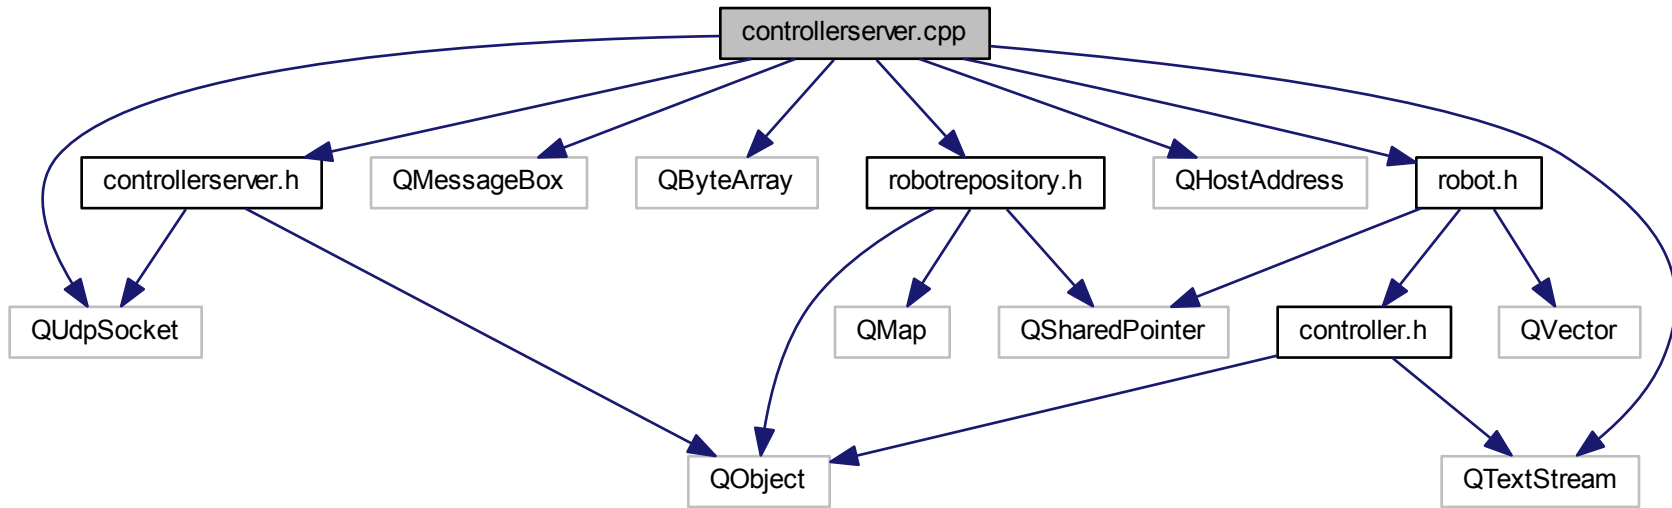 controllerserver.cpp
controllerserver.h
QMessageBox
QByteArray
robotrepository.h
QHostAddress
robot.h
QUdpSocket
QMap
QSharedPointer
controller.h
QVector
QObject
QTextStream